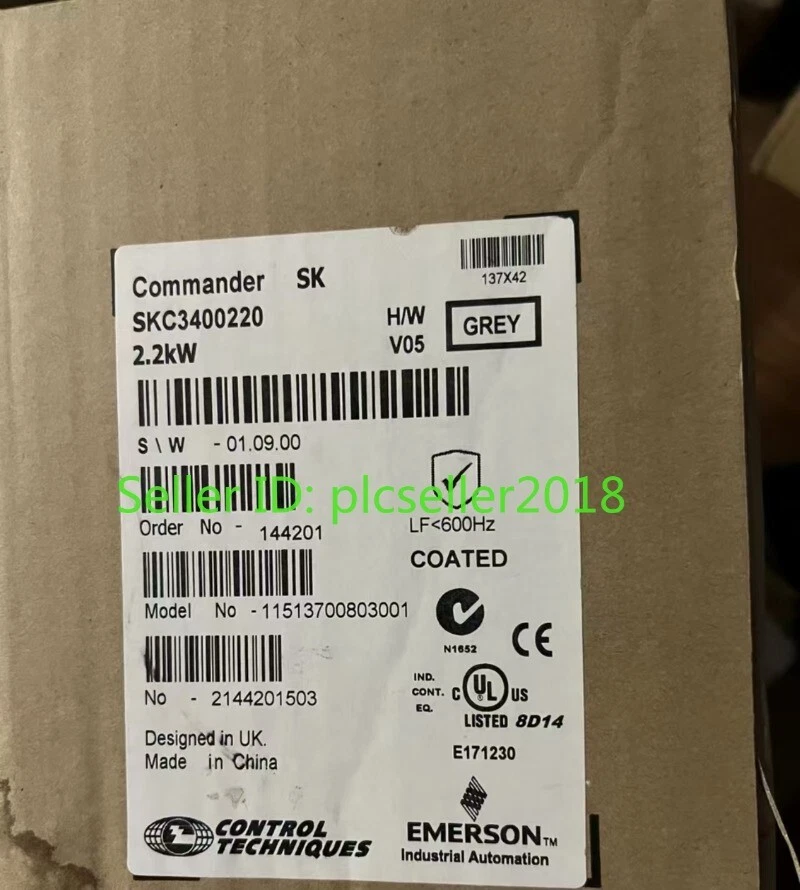 Commander SK
137X42
SKC3400220
H/W
GREY
2.2kW
V05
S \ W - 01.09.00
Seller ID: plcseller2018
Order No - 144201
LF<600Hz
COATED
Model No - 11513700803001
N1652
CE
No - 2144201503
IND.
CONT.
EQ.
C UL US
®
LISTED 8D14
Designed in UK.
E171230
Made in China
CONTROL
TECHNIQUES
EMERSON TM
Industrial Automation